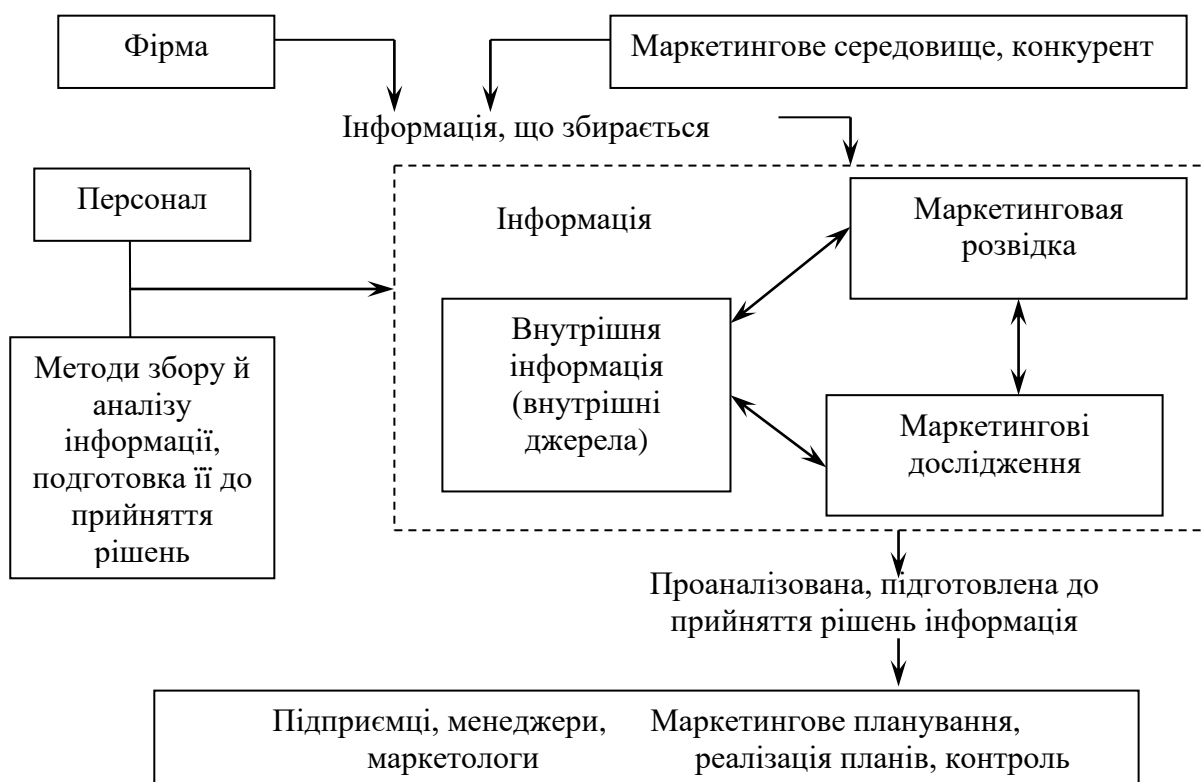 Фірма
Маркетингове середовище, конкурент
Інформація, що збирається
Персонал
Інформація
Маркетинговая
розвідка
Внутрішня
інформація
(внутрішні
джерела)
Методи збору й
аналізу
інформації,
подготовка її до
прийняття
рішень
Маркетингові
дослідження
Проаналізована, підготовлена до
прийняття рішень інформація
Підприємці, менеджери,
маркетологи
Маркетингове планування,
реалізація планів, контроль